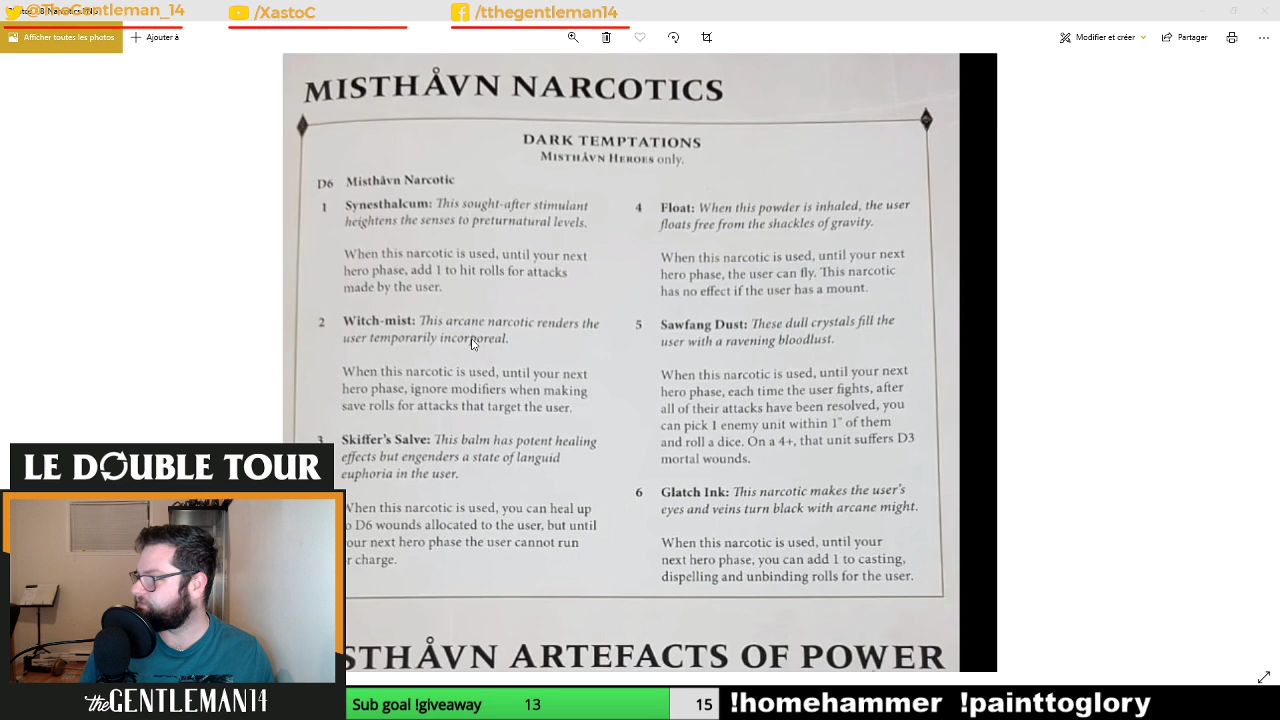 @TheGentleman_14
/XastoC
/tthegentleman14
Afficher toutes les photos
Ajouter à
Modifier et créer
Partager
MISTHÅVN NARCOTICS
DARK TEMPTATIONS
MISTHÅVN HEROES only.
D6 Misthåvn Narcotic
1 Synesthalcum: This sought-after stimulant
heightens the senses to preturnatural levels.
When this narcotic is used, until your next
hero phase, add 1 to hit rolls for attacks
made by the user.
2 Witch-mist: This arcane narcotic renders the
user temporarily incorporeal.
When this narcotic is used, until your next
hero phase, ignore modifiers when making
save rolls for attacks that target the user.
3 Skiffer's Salve: This balm has potent healing
effects but engenders a state of languid
euphoria in the user.
When this narcotic is used, you can heal up
o D6 wounds allocated to the user, but until
our next hero phase the user cannot run
r charge.
4 Float: When this powder is inhaled, the user
floats free from the shackles of gravity.
When this narcotic is used, until your next
hero phase, the user can fly. This narcotic
has no effect if the user has a mount.
5 Sawfang Dust: These dull crystals fill the
user with a ravening bloodlust.
When this narcotic is used, until your next
hero phase, each time the user fights, after
all of their attacks have been resolved, you
can pick 1 enemy unit within 1" of them
and roll a dice. On a 4+, that unit suffers D3
mortal wounds.
6 Glatch Ink: This narcotic makes the user's
eyes and veins turn black with arcane might.
When this narcotic is used, until your
next hero phase, you can add 1 to casting,
dispelling and unbinding rolls for the user.
STHÅVN ARTEFACTS OF POWER
LE DOUBLE TOUR
theGENTLEMAN14
Sub goal !giveaway 13 15
!homehammer !painttoglory